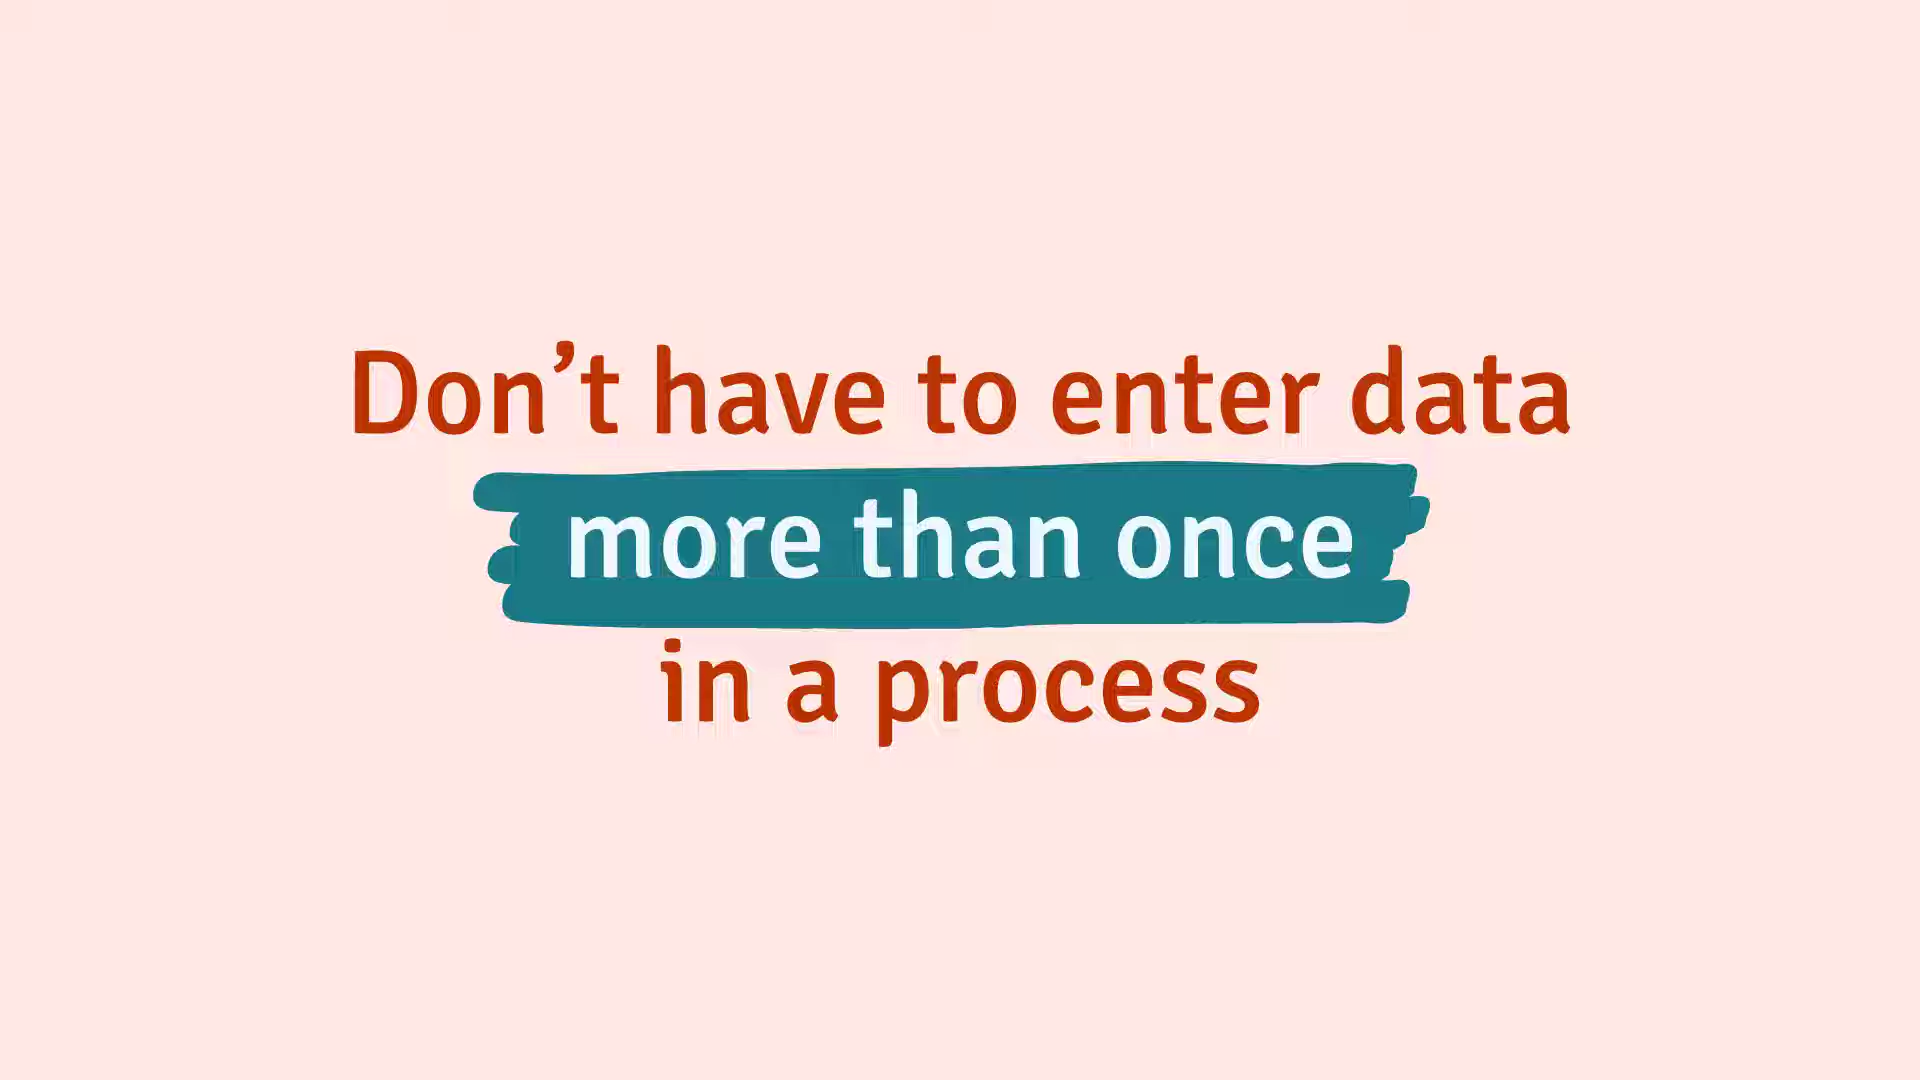 Don’t have to enter data
more than once
in a process